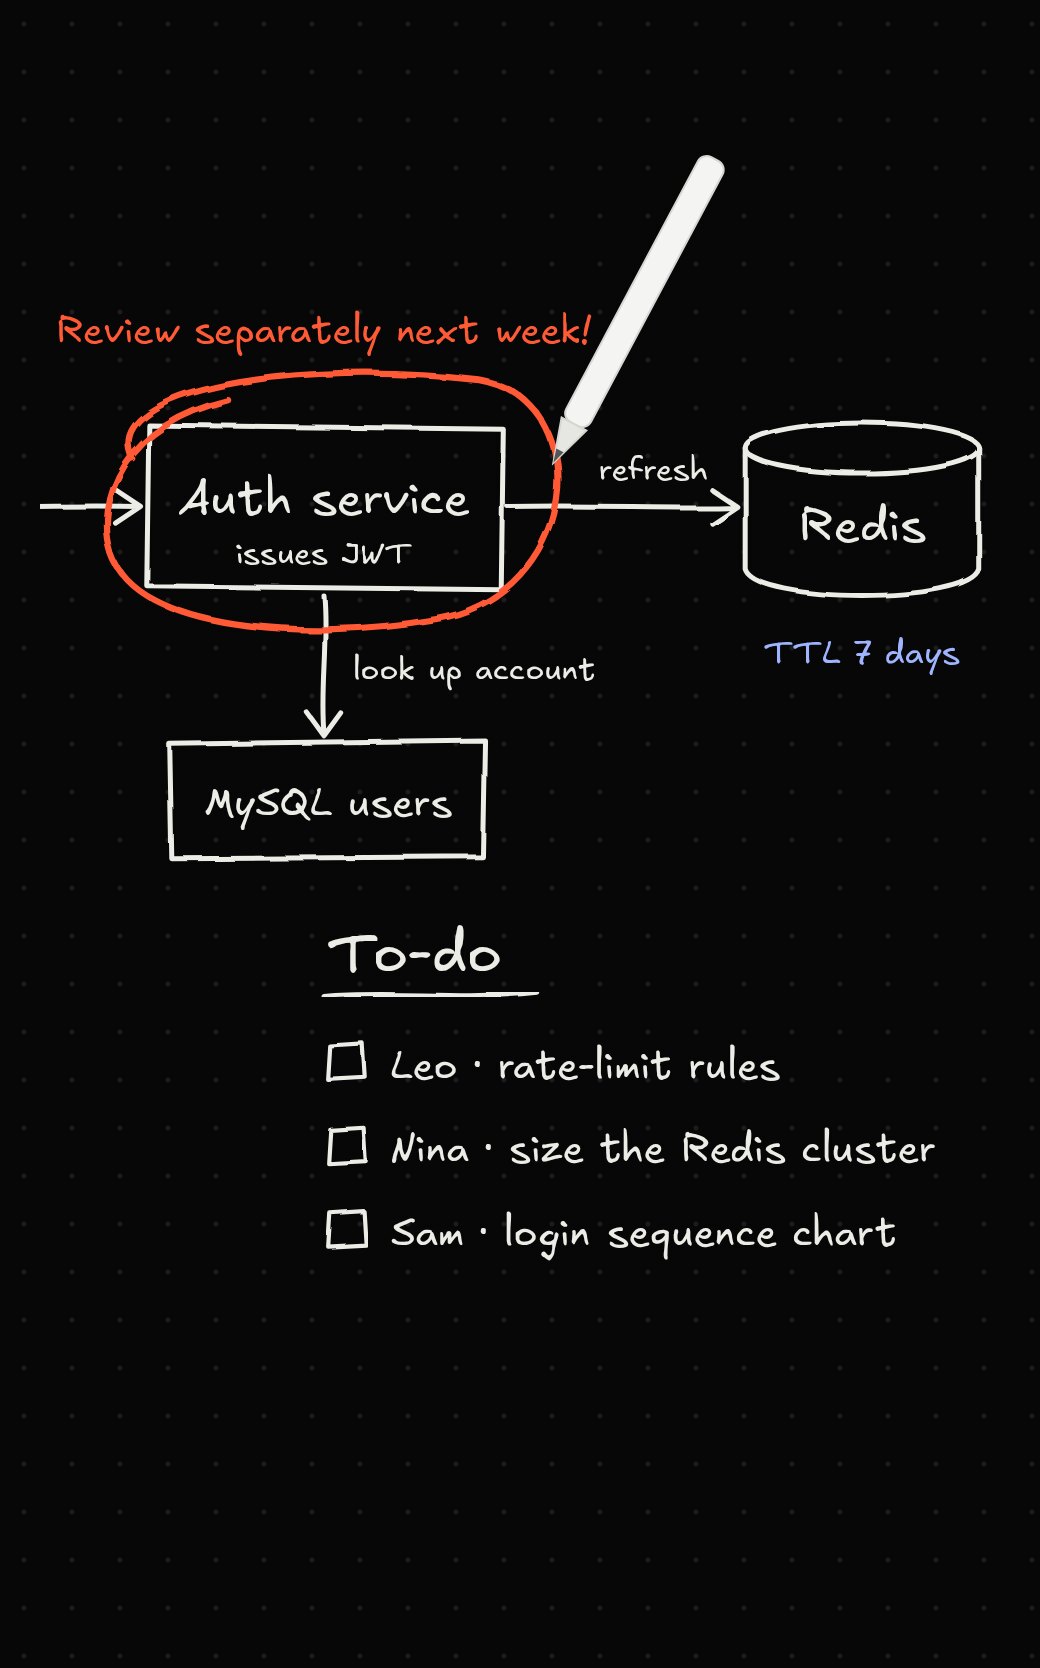 Review separately next week!
Auth service
issues JWT
refresh
Redis
TTL 7 days
look up account
MySQL users
To-do
Leo · rate-limit rules
Nina · size the Redis cluster
Sam · login sequence chart